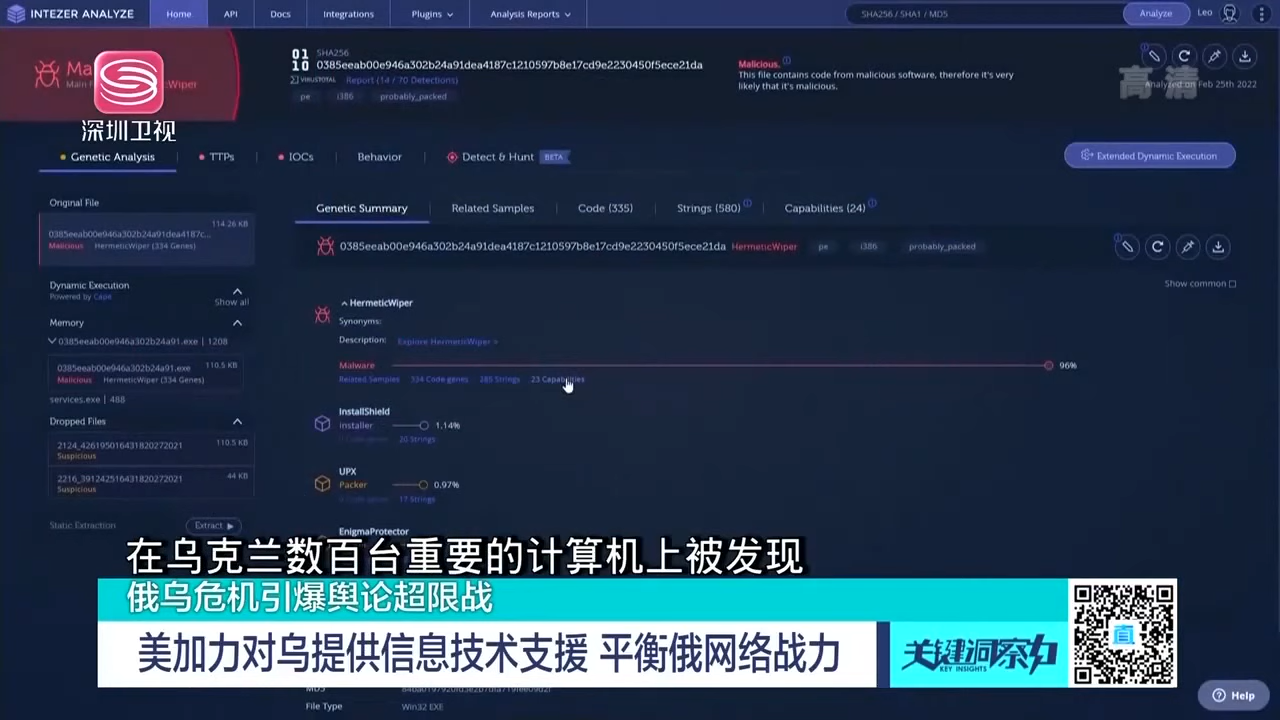 INTEZER ANALYZE
Home
API
Docs
Integrations
Plugins
Analysis Reports
SHA256 / SHA1 / MD5
Analyze
Leo
SHA256
0385eeab00e946a302b24a91dea4187c1210597b8e17cd9e2230450f5ece21da
VIRUSTOTAL Report (14 / 70 Detections)
pe i386 probably_packed
Malicious.
This file contains code from malicious software, therefore it's very
likely that it's malicious.
高清
Analyzed on Feb 25th 2022
深圳卫视
Genetic Analysis
TTPs
IOCs
Behavior
Detect & Hunt BETA
Extended Dynamic Execution
Original File
114.26 KB
0385eeab00e946a302b24a91dea4187c...
Malicious HermeticWiper (334 Genes)
Dynamic Execution
Powered by Cape
Show all
Memory
0385eeab00e946a302b24a91.exe | 1208
0385eeab00e946a302b24a91.exe 110.5 KB
Malicious HermeticWiper (334 Genes)
services.exe | 488
Dropped Files
2124_426195016431820272021 110.5 KB
Suspicious
2216_391242516431820272021 44 KB
Suspicious
Static Extraction Extract
Genetic Summary
Related Samples
Code (335)
Strings (580)
Capabilities (24)
0385eeab00e946a302b24a91dea4187c1210597b8e17cd9e2230450f5ece21da HermeticWiper pe i386 probably_packed
Show common
HermeticWiper
Synonyms:
Description: Explore HermeticWiper >
Malware 96%
Related Samples 334 Code genes 285 Strings 23 Capabilities
InstallShield
Installer 1.14%
20 Strings
UPX
Packer 0.97%
17 Strings
EnigmaProtector
在乌克兰数百台重要的计算机上被发现
俄乌危机引爆舆论超限战
美加力对乌提供信息技术支援 平衡俄网络战力
关键洞察力
KEY INSIGHTS
直
MD5
File Type Win32 EXE
Help